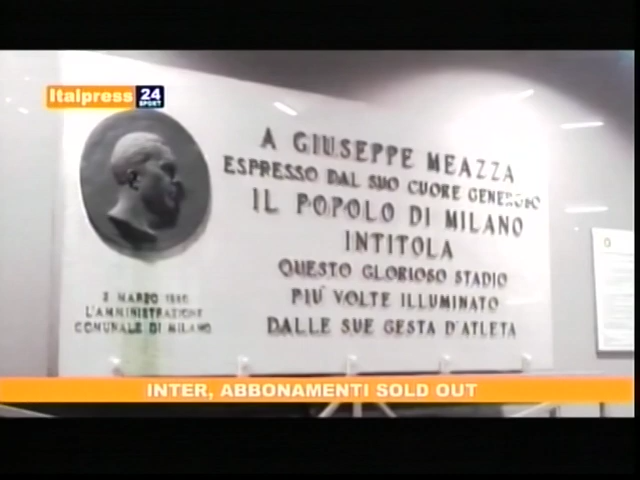 Italpress 24
SPORT
A GIUSEPPE MEAZZA
ESPRESSO DAL SUO CUORE GENEROSO
IL POPOLO DI MILANO
INTITOLA
QUESTO GLORIOSO STADIO
PIU' VOLTE ILLUMINATO
DALLE SUE GESTA D'ATLETA
MARZO
L'AMMINISTRAZIONE
COMUNALE DI MILANO
INTER, ABBONAMENTI SOLD OUT